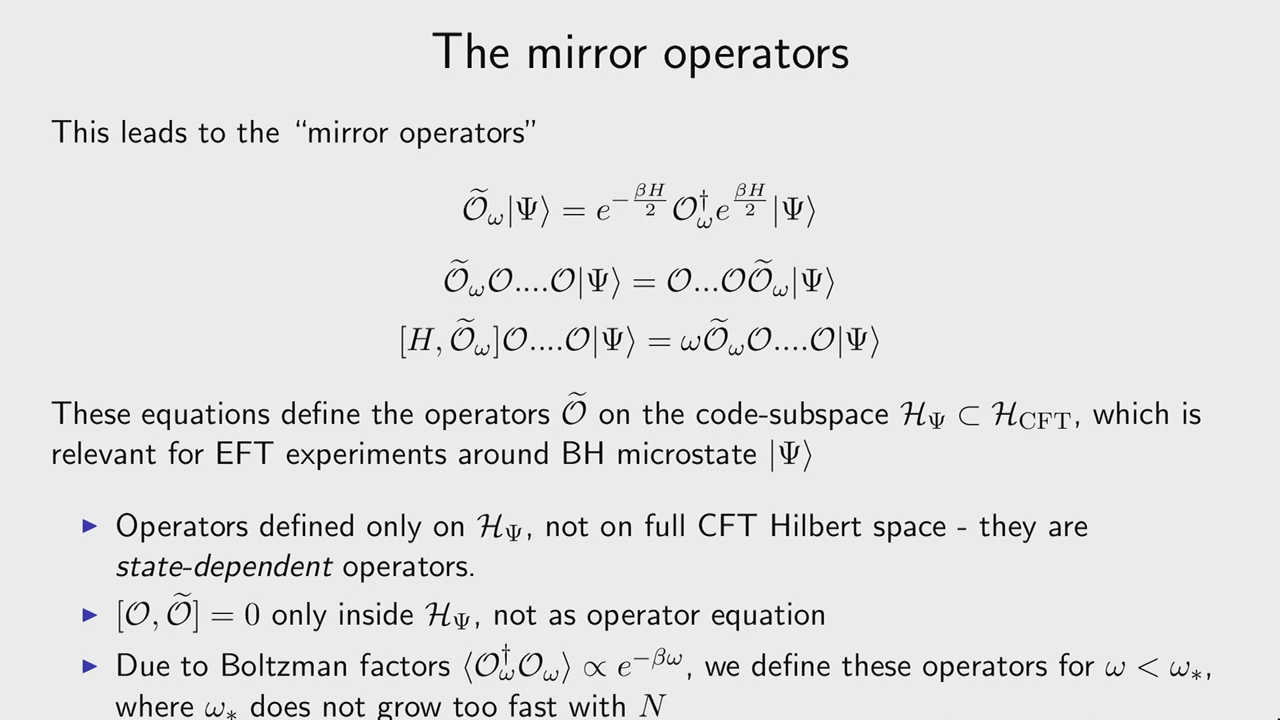 The mirror operators
This leads to the “mirror operators”
$\widetilde{\mathcal{O}}_\omega|\Psi\rangle = e^{-\frac{\beta H}{2}} \mathcal{O}_\omega^\dagger e^{\frac{\beta H}{2}}|\Psi\rangle$
$\widetilde{\mathcal{O}}_\omega \mathcal{O}....\mathcal{O}|\Psi\rangle = \mathcal{O}...\mathcal{O}\widetilde{\mathcal{O}}_\omega|\Psi\rangle$
$[H, \widetilde{\mathcal{O}}_\omega]\mathcal{O}....\mathcal{O}|\Psi\rangle = \omega\widetilde{\mathcal{O}}_\omega \mathcal{O}....\mathcal{O}|\Psi\rangle$
These equations define the operators $\widetilde{\mathcal{O}}$ on the code-subspace $\mathcal{H}_\Psi \subset \mathcal{H}_{\mathrm{CFT}}$, which is
relevant for EFT experiments around BH microstate $|\Psi\rangle$
▶ Operators defined only on $\mathcal{H}_\Psi$, not on full CFT Hilbert space - they are
state-dependent operators.
▶ $[\mathcal{O}, \widetilde{\mathcal{O}}] = 0$ only inside $\mathcal{H}_\Psi$, not as operator equation
▶ Due to Boltzman factors $\langle \mathcal{O}_\omega^\dagger \mathcal{O}_\omega \rangle \propto e^{-\beta\omega}$, we define these operators for $\omega < \omega_*$,
where $\omega_*$ does not grow too fast with $N$